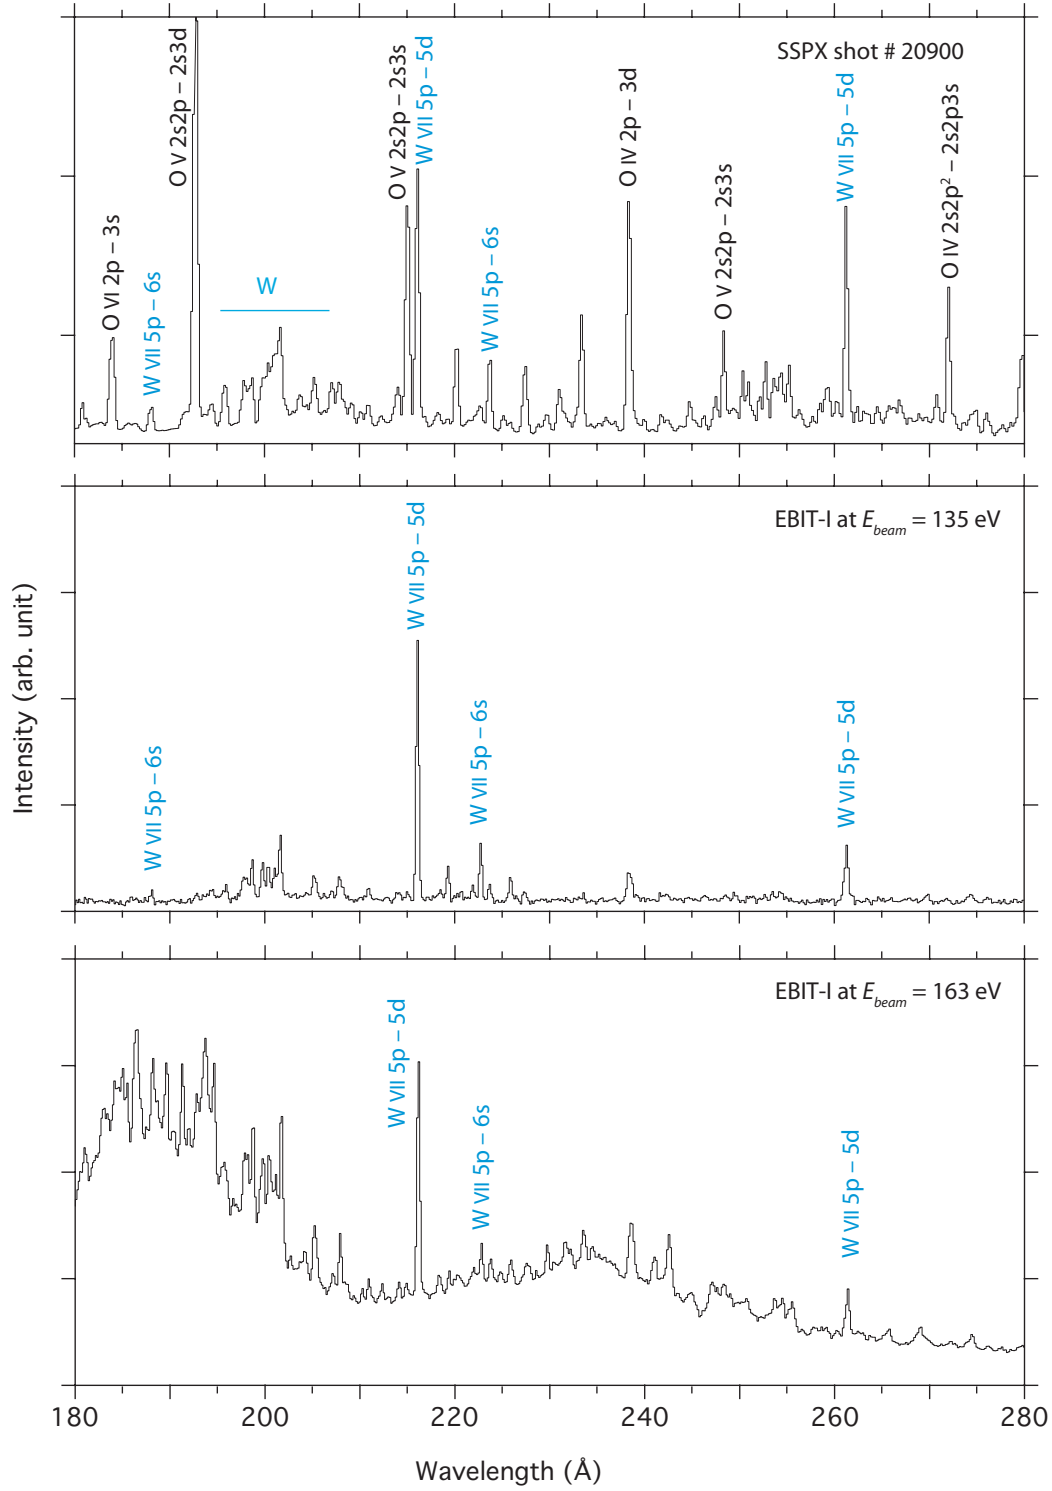 SSPX shot # 20900
O VI 2p – 3s
W VII 5p – 6s
O V 2s2p – 2s3d
W
O V 2s2p – 2s3s
W VII 5p – 5d
W VII 5p – 6s
O IV 2p – 3d
O V 2s2p – 2s3s
W VII 5p – 5d
O IV 2s2p² – 2s2p3s
EBIT-I at Ebeam = 135 eV
W VII 5p – 6s
W VII 5p – 5d
W VII 5p – 6s
W VII 5p – 5d
Intensity (arb. unit)
EBIT-I at Ebeam = 163 eV
W VII 5p – 5d
W VII 5p – 6s
W VII 5p – 5d
180 200 220 240 260 280
Wavelength (Å)